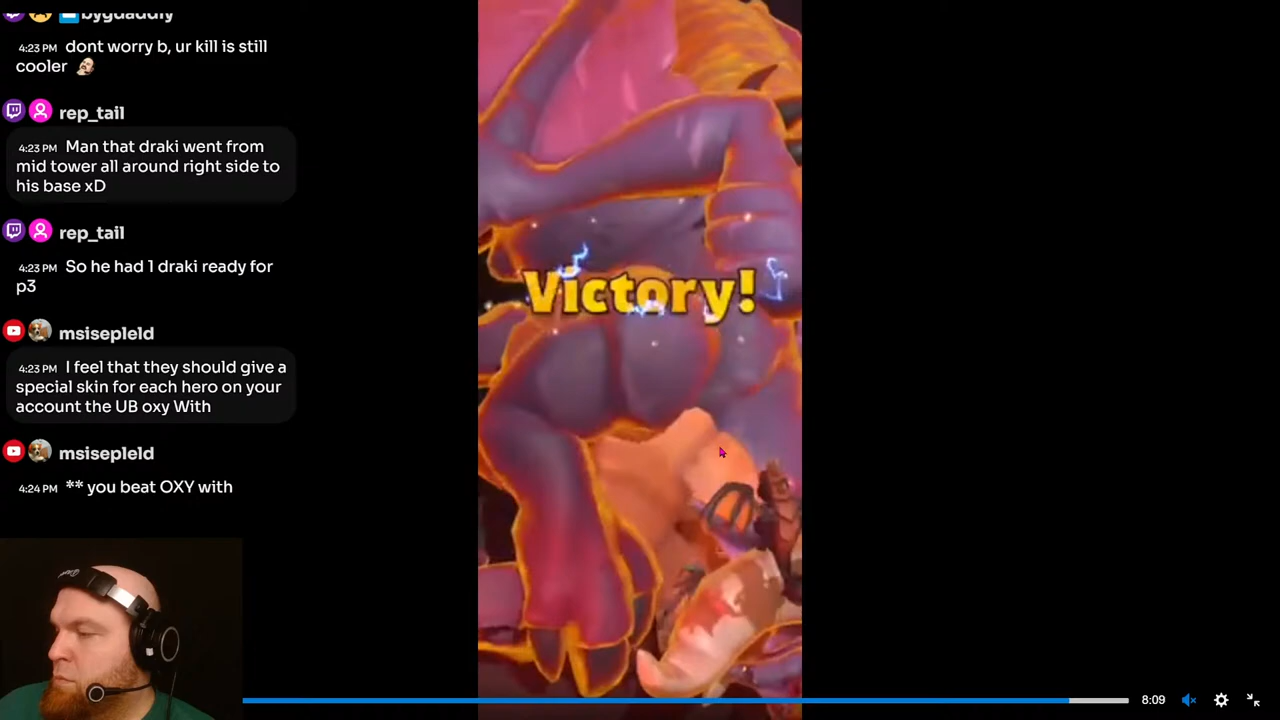 bygdaddly
4:23 PM dont worry b, ur kill is still
cooler
rep_tail
4:23 PM Man that draki went from
mid tower all around right side to
his base xD
rep_tail
4:23 PM So he had 1 draki ready for
p3
msisepleld
4:23 PM I feel that they should give a
special skin for each hero on your
account the UB oxy With
msisepleld
4:24 PM ** you beat OXY with
Victory!
8:09